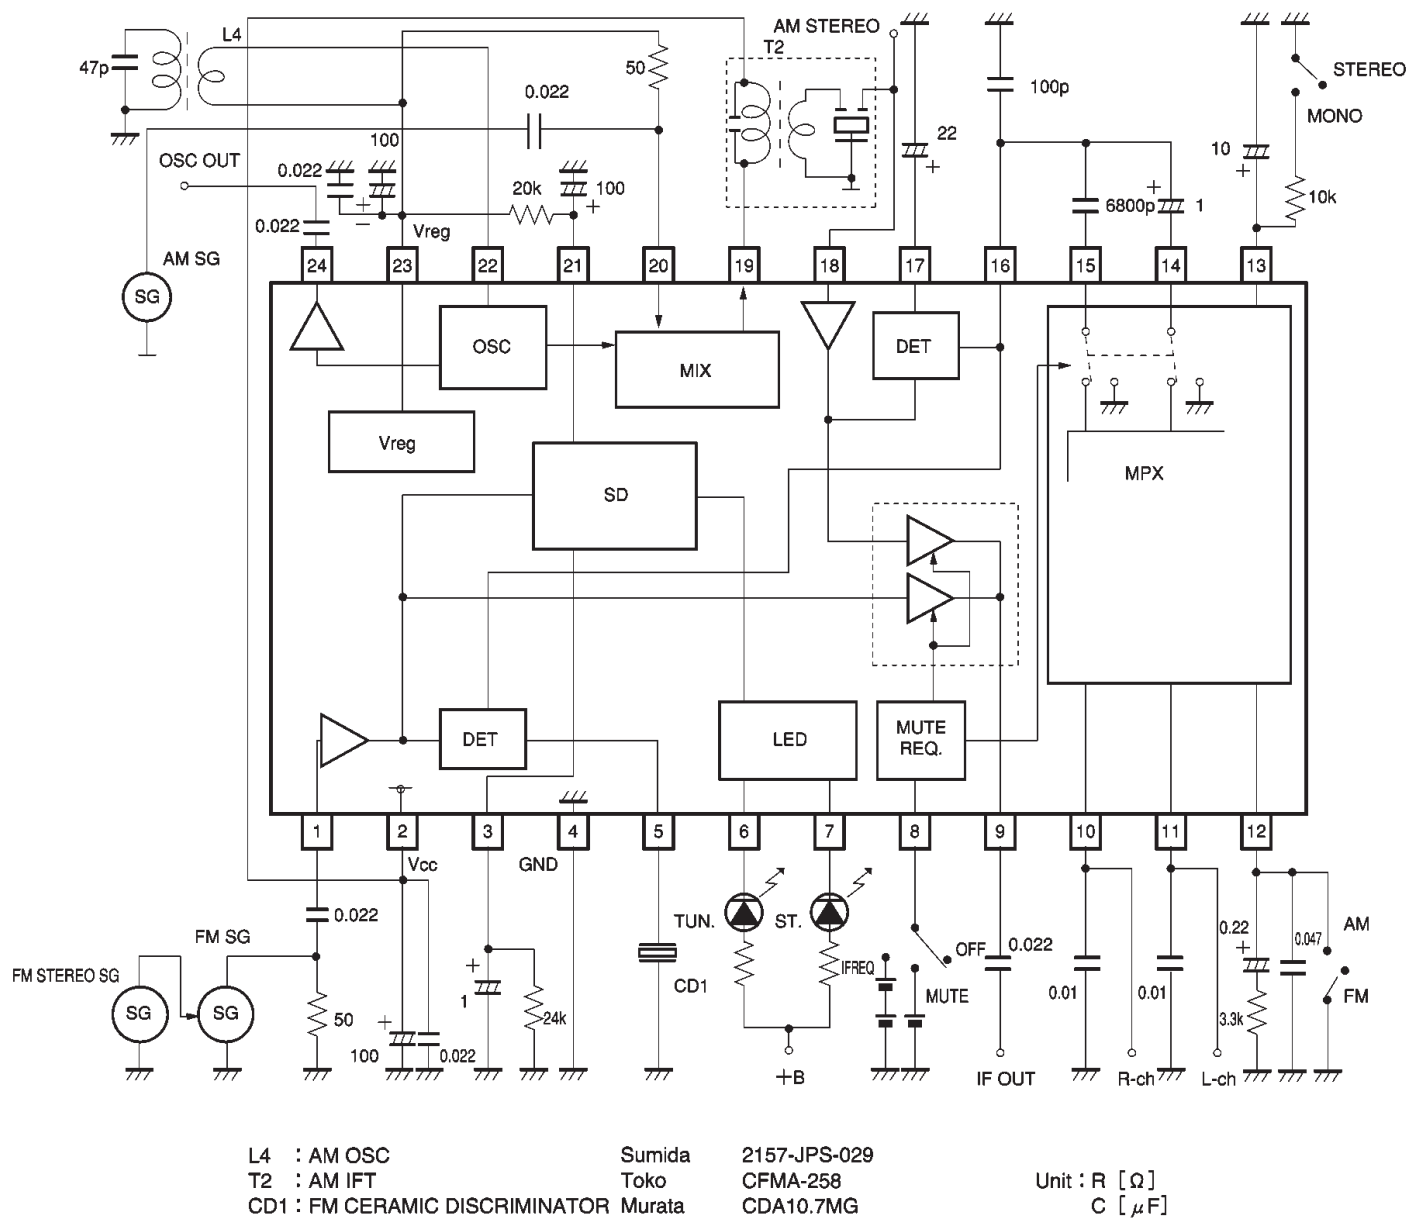 AM STEREO
L4
T2
47p
50
100p
STEREO
0.022
MONO
100
22
OSC OUT
10
0.022
20k
100
6800p
1
10k
+
-
+
+
+
+
0.022
Vreg
AM SG
24
23
22
21
20
19
18
17
16
15
14
13
SG
OSC
MIX
DET
Vreg
SD
MPX
DET
LED
MUTE
REQ.
1
2
3
4
5
6
7
8
9
10
11
12
Vcc
GND
0.022
TUN.
ST.
0.22
AM
FM SG
OFF
0.022
0.047
+
FM STEREO SG
+
IFREQ
CD1
1
MUTE
0.01
0.01
FM
SG
SG
50
24k
3.3k
+
100
0.022
+B
IF OUT
R-ch
L-ch
L4 : AM OSC Sumida 2157-JPS-029
T2 : AM IFT Toko CFMA-258 Unit : R [Ω]
CD1 : FM CERAMIC DISCRIMINATOR Murata CDA10.7MG C [μF]